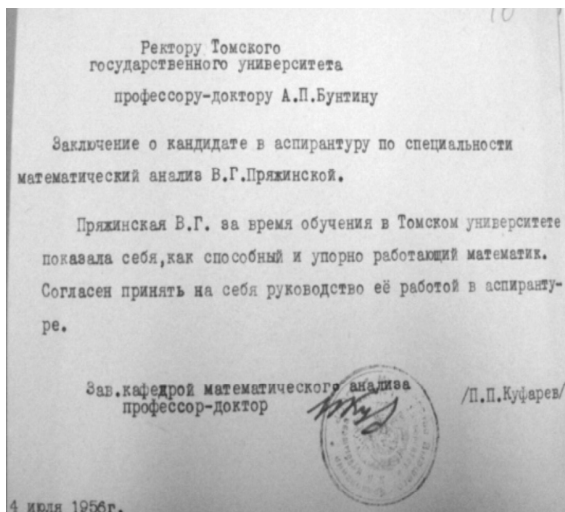 10
Ректору Томского
государственного университета
профессору-доктору А.П.Бунтину
Заключение о кандидате в аспирантуру по специальности
математический анализ В.Г.Пряжинской.
Пряжинская В.Г. за время обучения в Томском университете
показала себя,как способный и упорно работающий математик.
Согласен принять на себя руководство её работой в аспиранту-
ре.
Зав.кафедрой математического анализа
профессор-доктор /П.П.Куфарев/
4 июля 1956г.